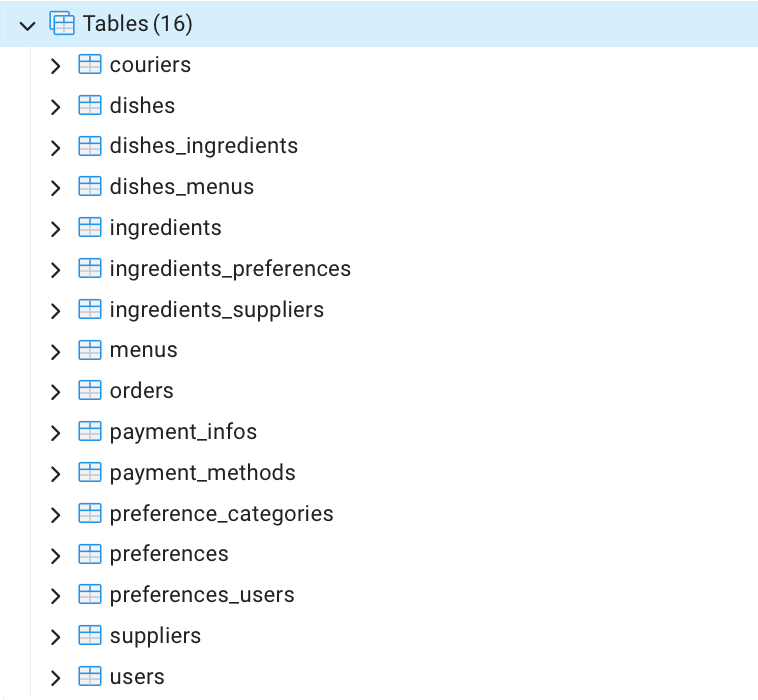 Tables (16)
couriers
dishes
dishes_ingredients
dishes_menus
ingredients
ingredients_preferences
ingredients_suppliers
menus
orders
payment_infos
payment_methods
preference_categories
preferences
preferences_users
suppliers
users